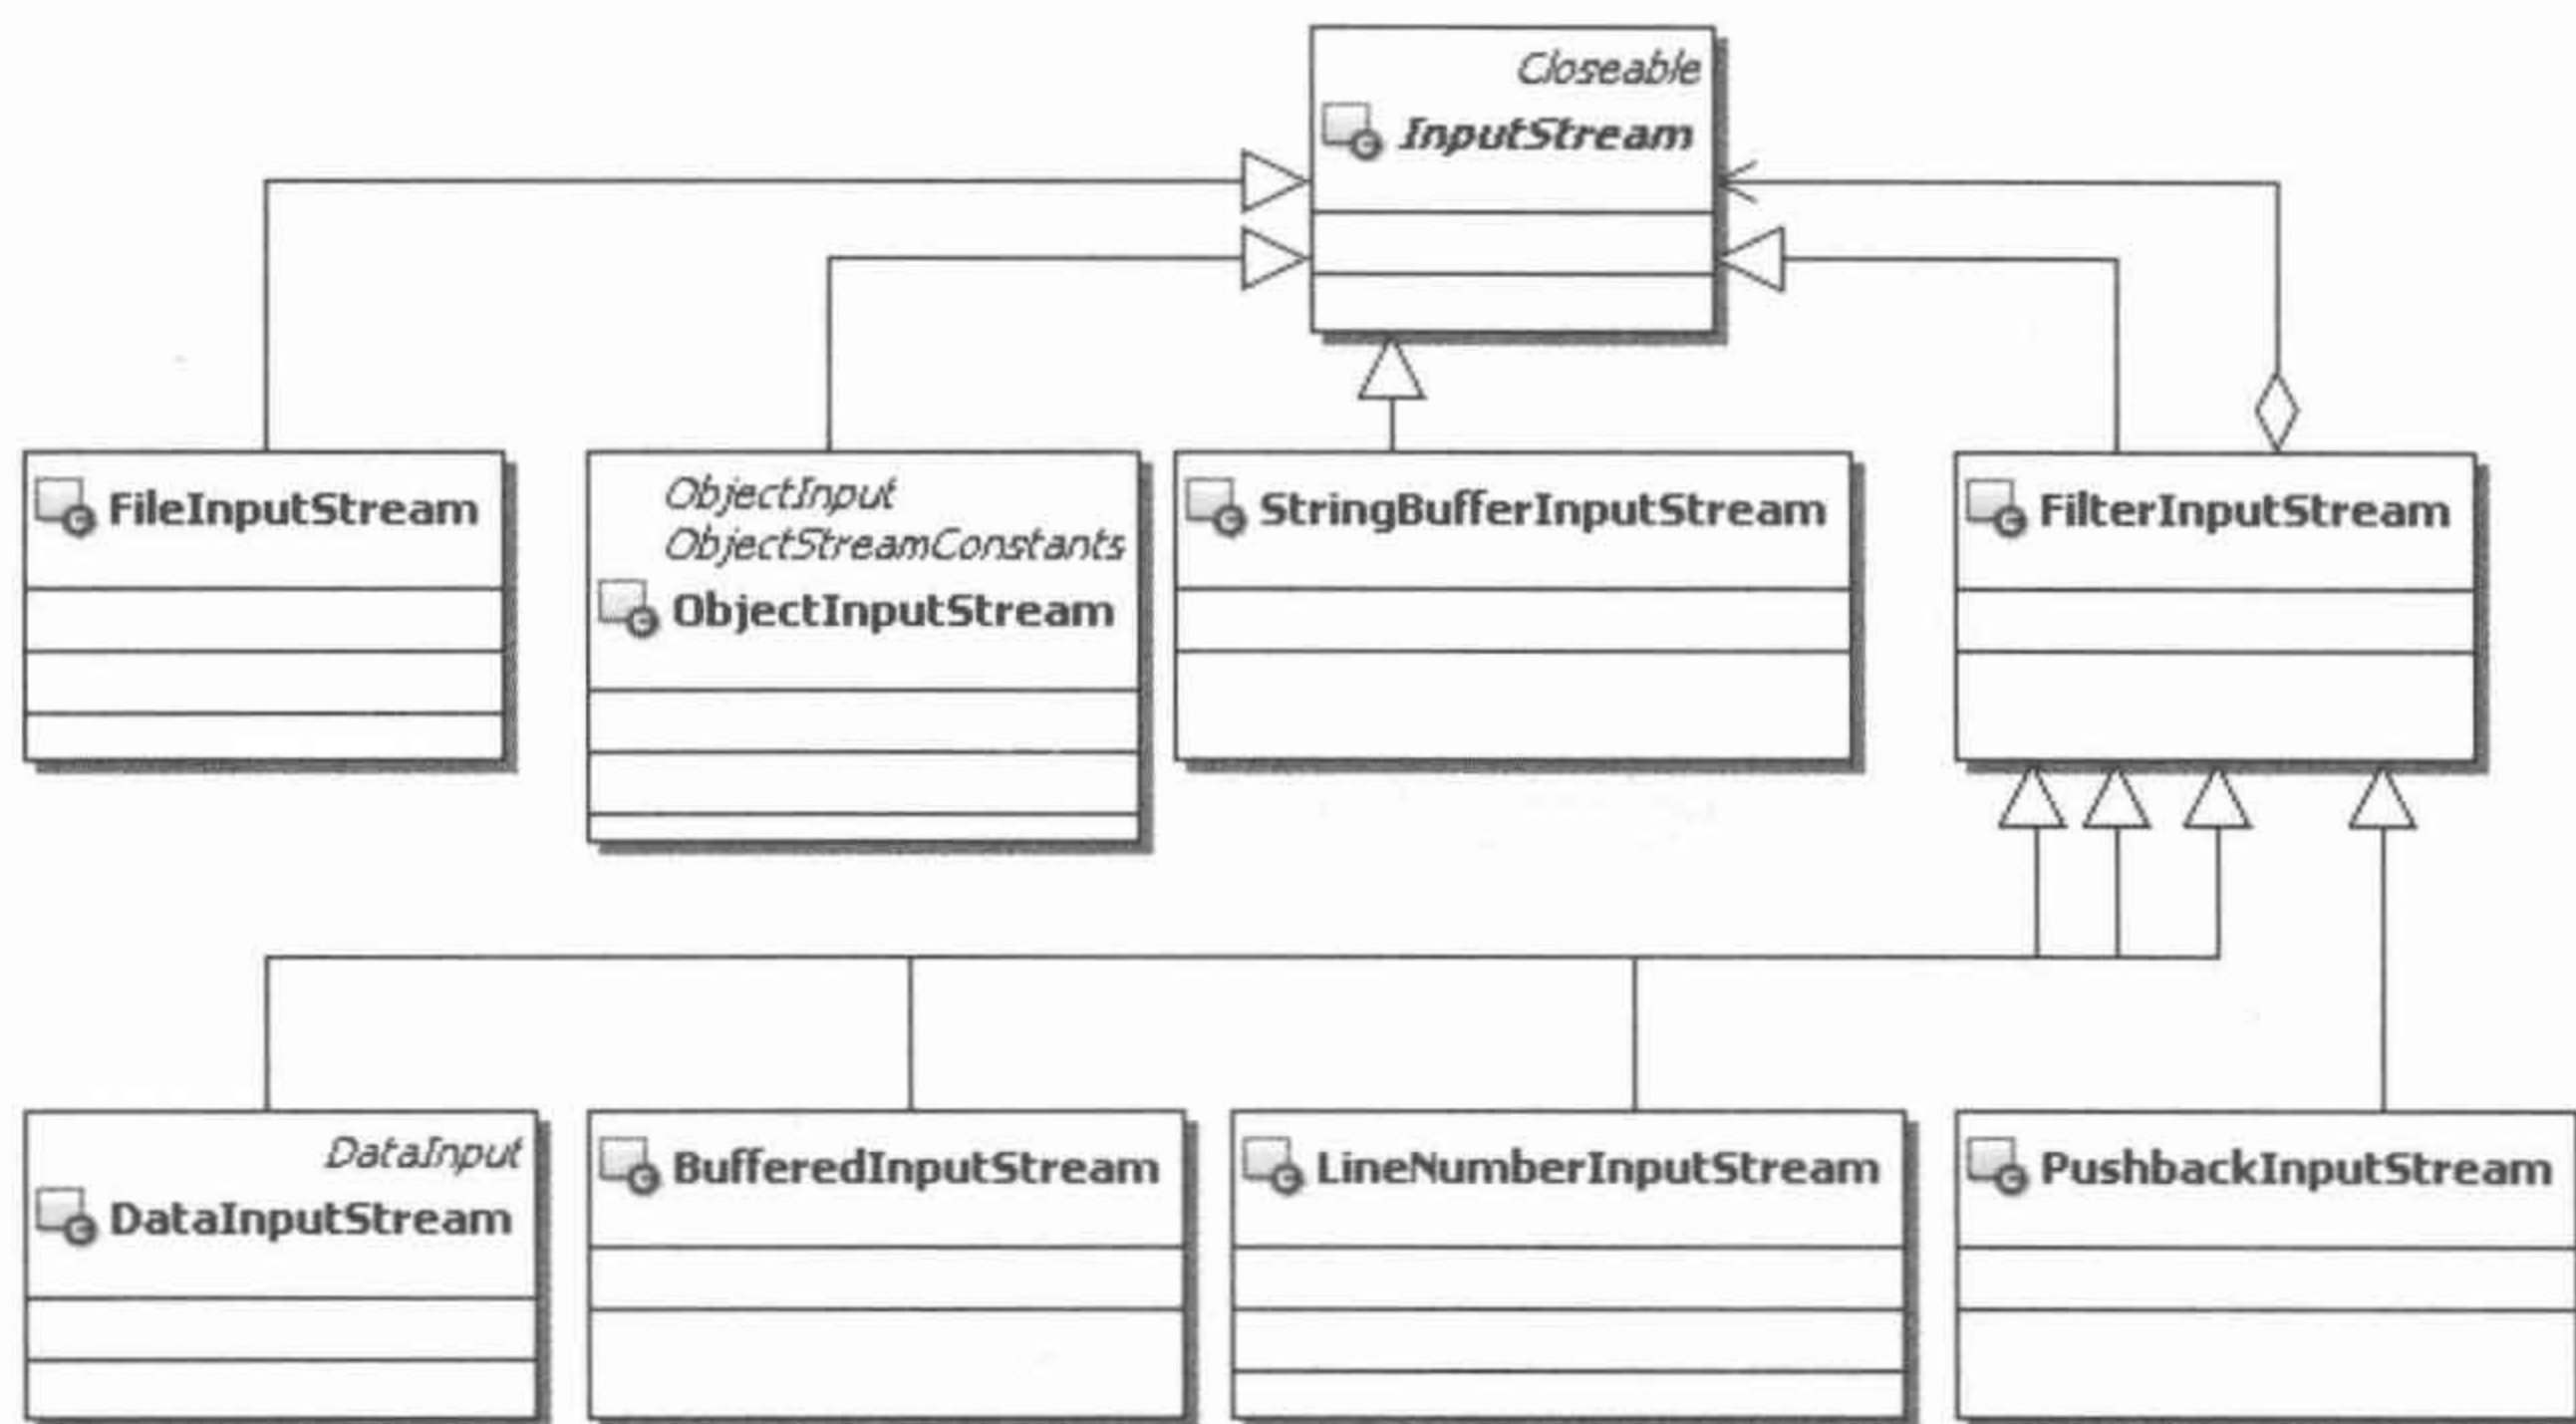 Closeable
InputStream
FileInputStream
ObjectInput
ObjectStreamConstants
ObjectInputStream
StringBufferInputStream
FilterInputStream
DataInput
DataInputStream
BufferedInputStream
LineNumberInputStream
PushbackInputStream